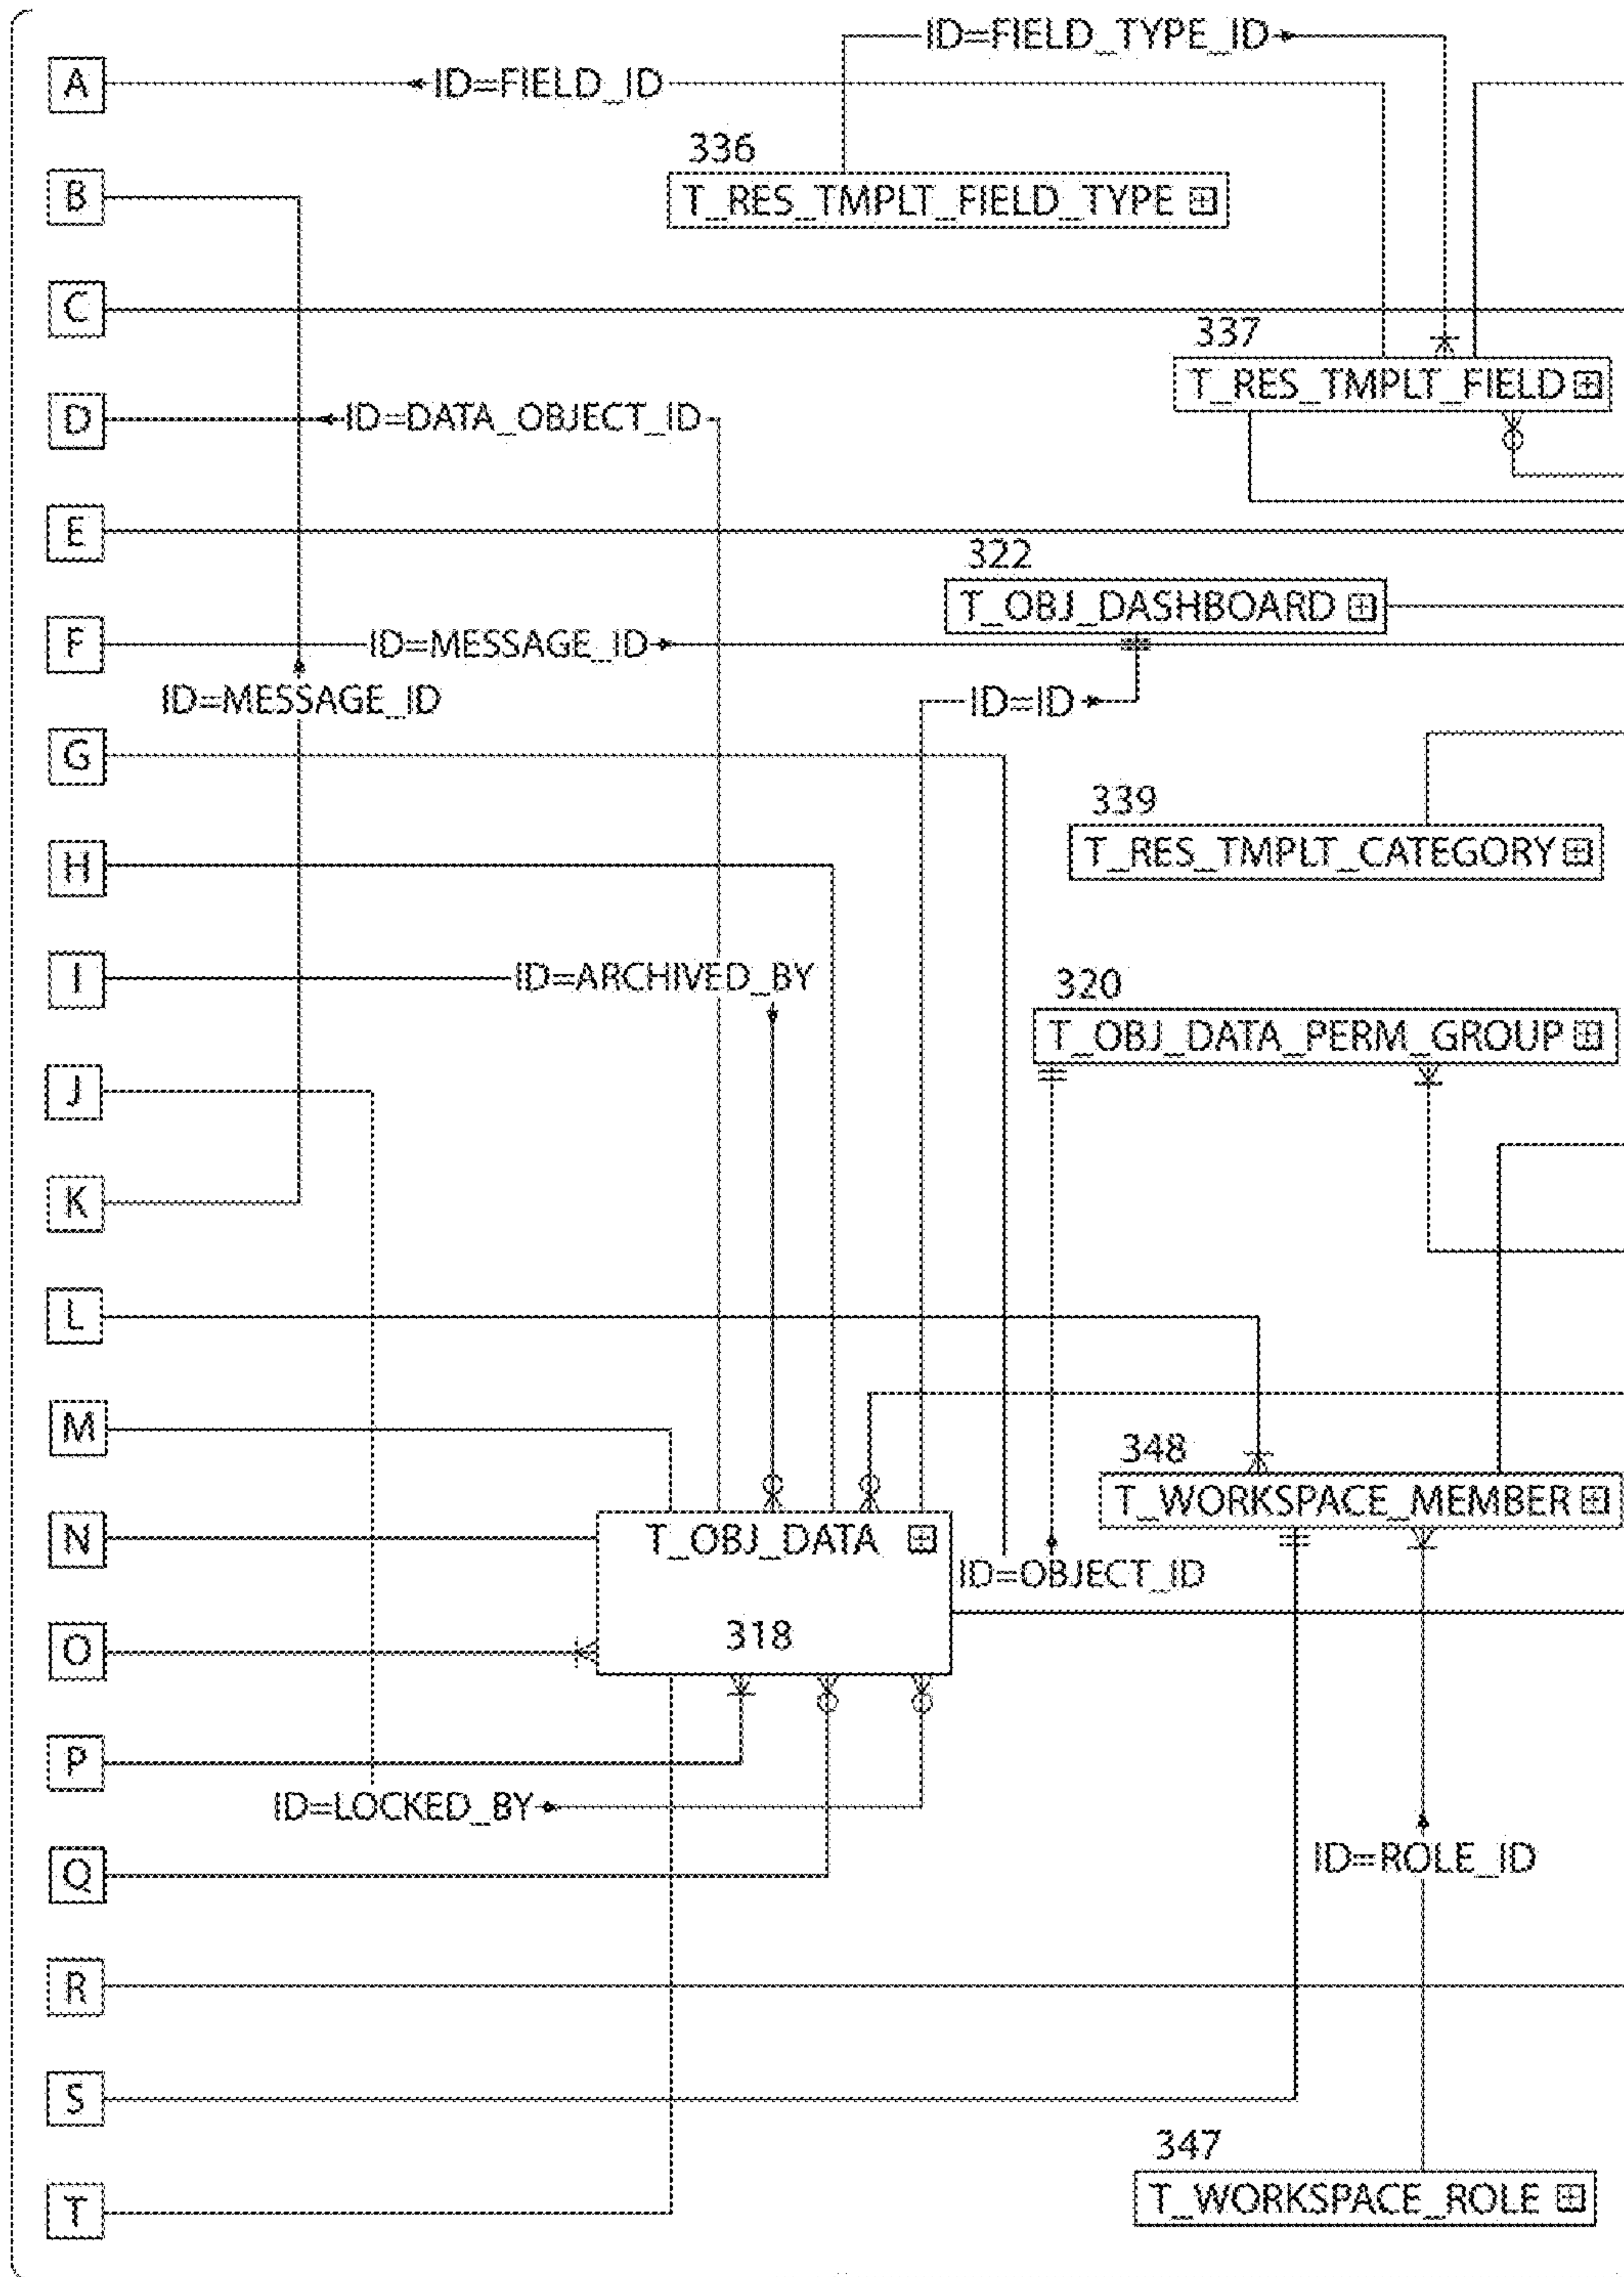 ID=FIELD_TYPE_ID
A
ID=FIELD_ID
336
T_RES_TMPLT_FIELD_TYPE
B
C
337
T_RES_TMPLT_FIELD
D
ID=DATA_OBJECT_ID
E
322
T_OBJ_DASHBOARD
F
ID=MESSAGE_ID
ID=MESSAGE_ID
ID=ID
G
339
T_RES_TMPLT_CATEGORY
H
I
ID=ARCHIVED_BY
320
T_OBJ_DATA_PERM_GROUP
J
K
L
M
348
T_WORKSPACE_MEMBER
N
T_OBJ_DATA
ID=OBJECT_ID
318
O
P
ID=LOCKED_BY
ID=ROLE_ID
Q
R
S
347
T_WORKSPACE_ROLE
T